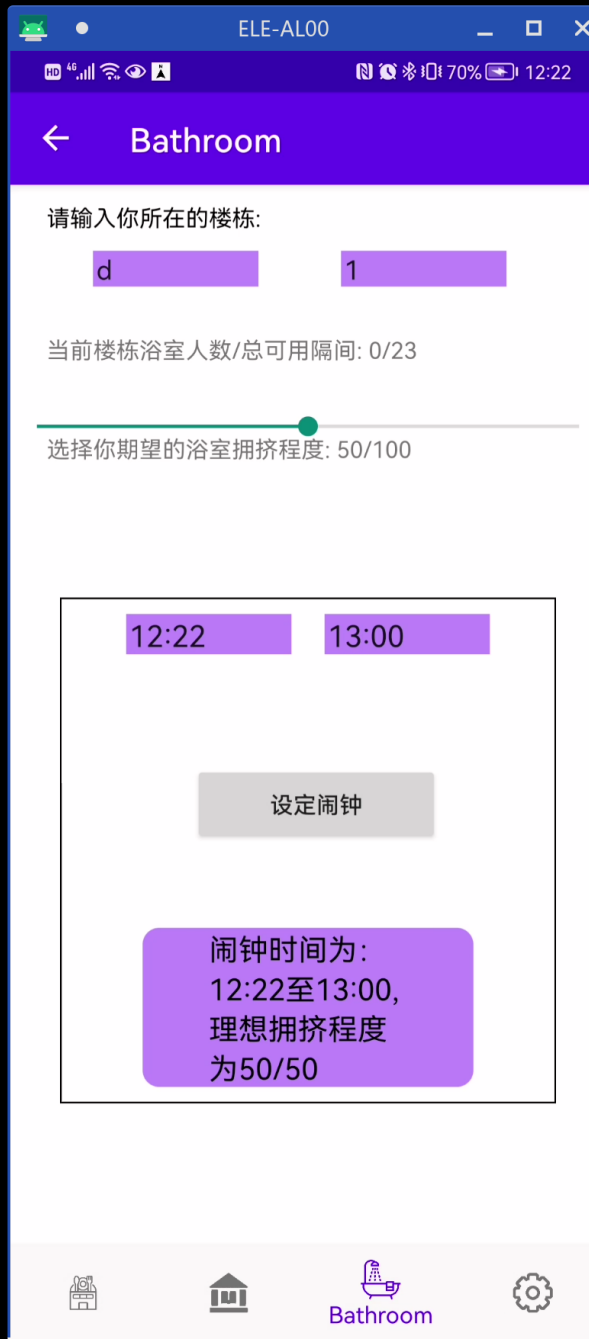 ELE-AL00
HD 4G 70% 12:22
Bathroom
请输入你所在的楼栋:
d 1
当前楼栋浴室人数/总可用隔间: 0/23
选择你期望的浴室拥挤程度: 50/100
12:22 13:00
设定闹钟
闹钟时间为:
12:22至13:00,
理想拥挤程度
为50/50
Bathroom